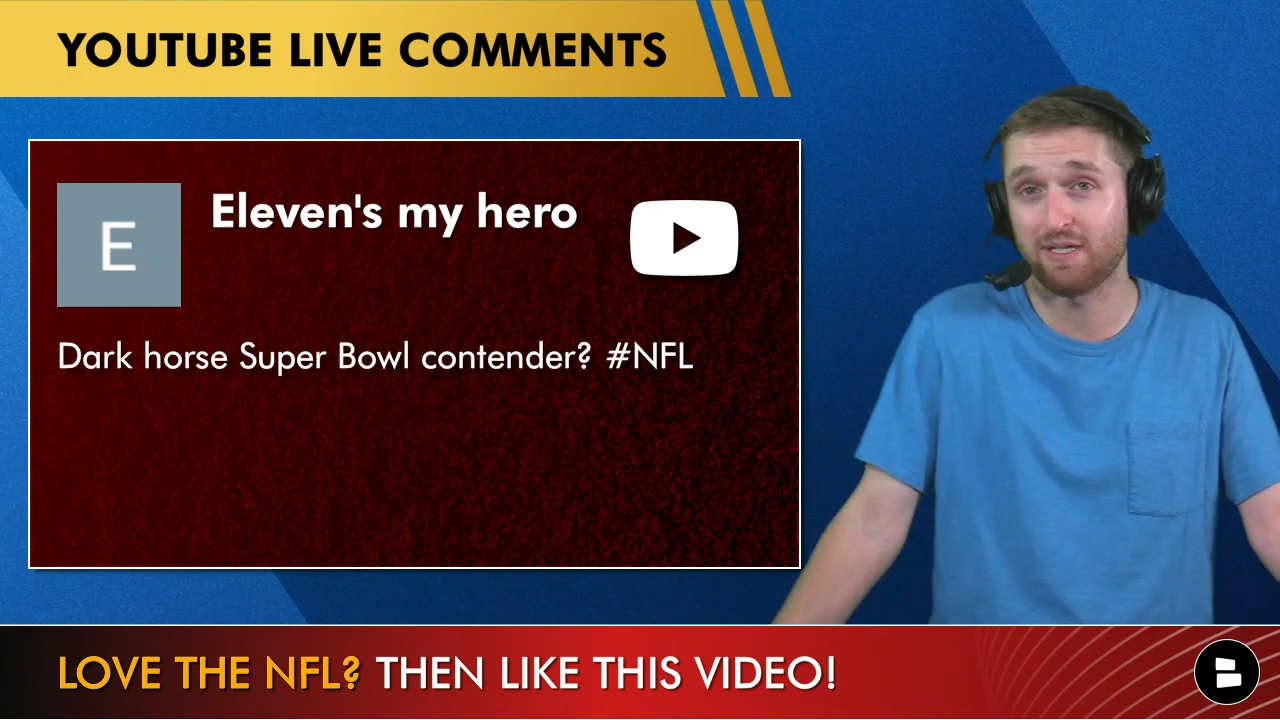 YOUTUBE LIVE COMMENTS
E
Eleven's my hero
Dark horse Super Bowl contender? #NFL
LOVE THE NFL? THEN LIKE THIS VIDEO!